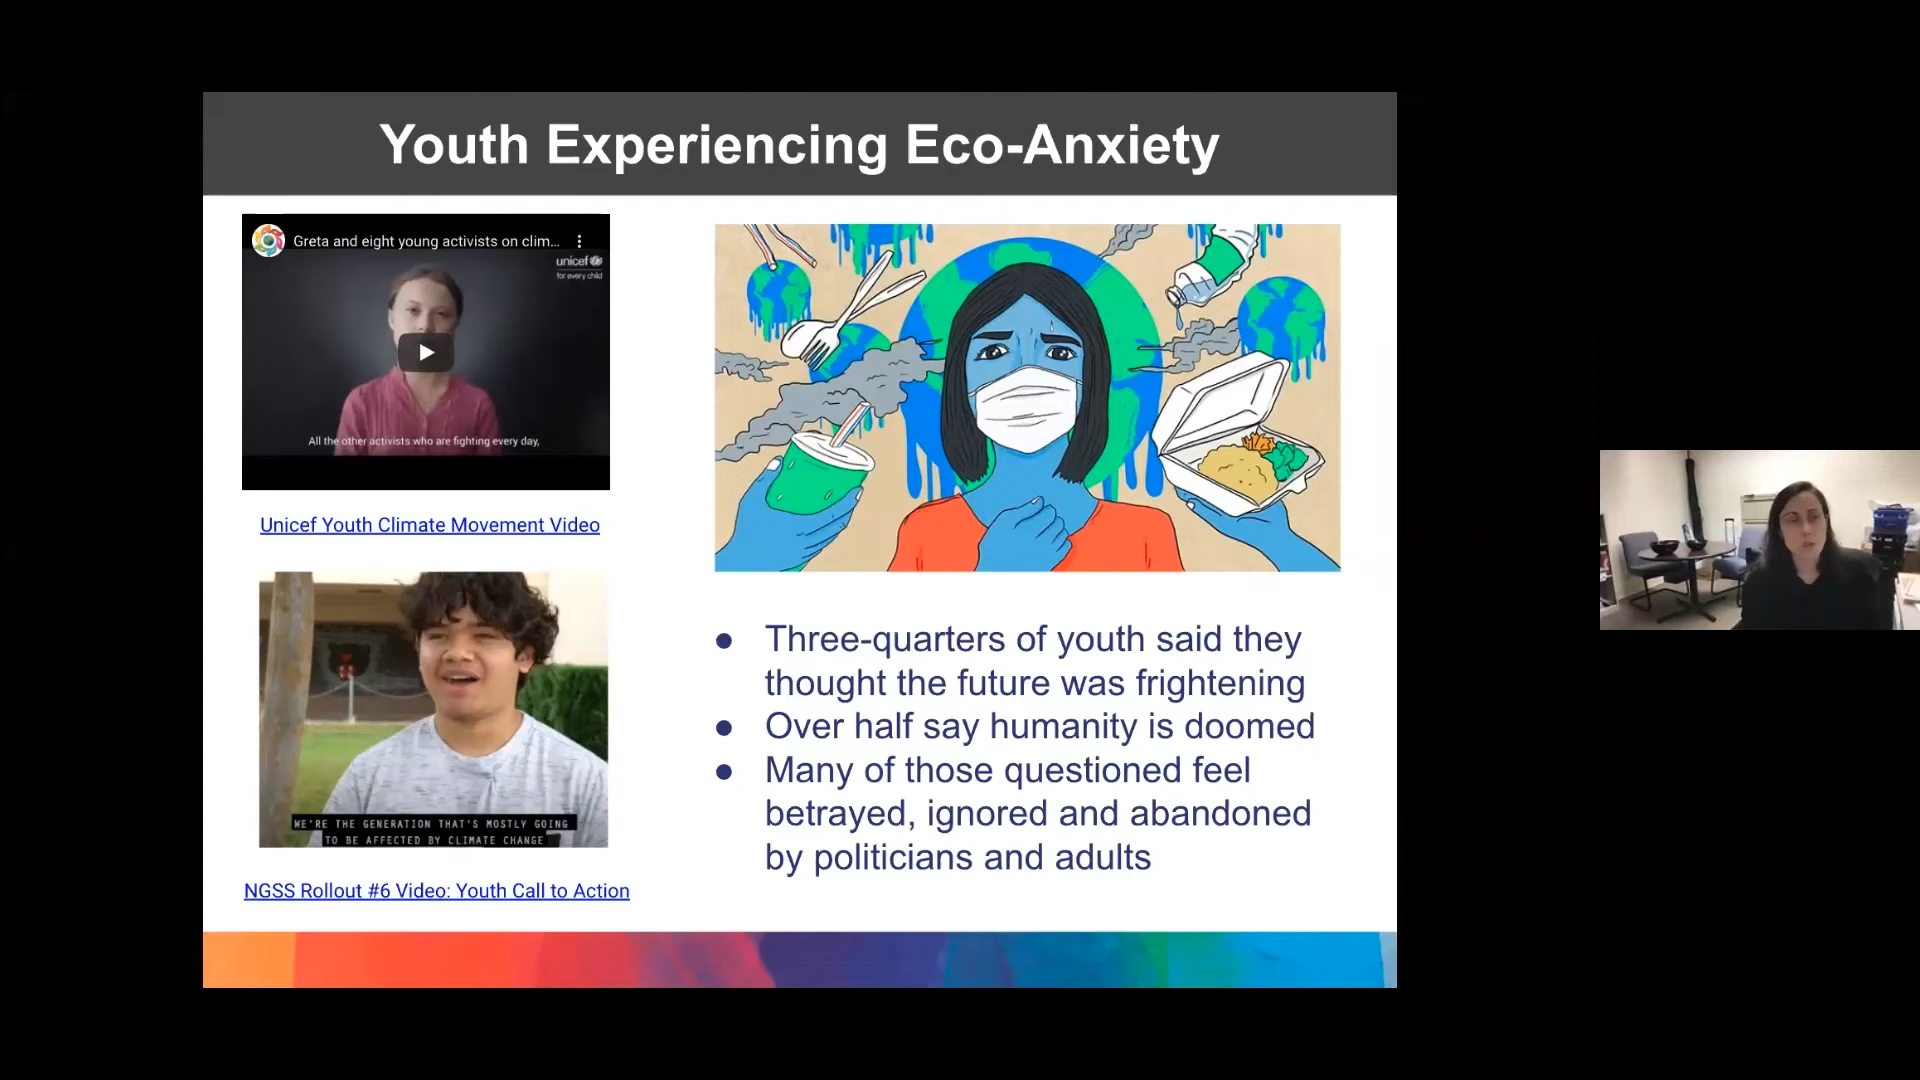 Youth Experiencing Eco-Anxiety
Greta and eight young activists on clim...
unicef
for every child
All the other activists who are fighting every day,
Unicef Youth Climate Movement Video
WE'RE THE GENERATION THAT'S MOSTLY GOING
TO BE AFFECTED BY CLIMATE CHANGE
NGSS Rollout #6 Video: Youth Call to Action
● Three-quarters of youth said they
thought the future was frightening
● Over half say humanity is doomed
● Many of those questioned feel
betrayed, ignored and abandoned
by politicians and adults